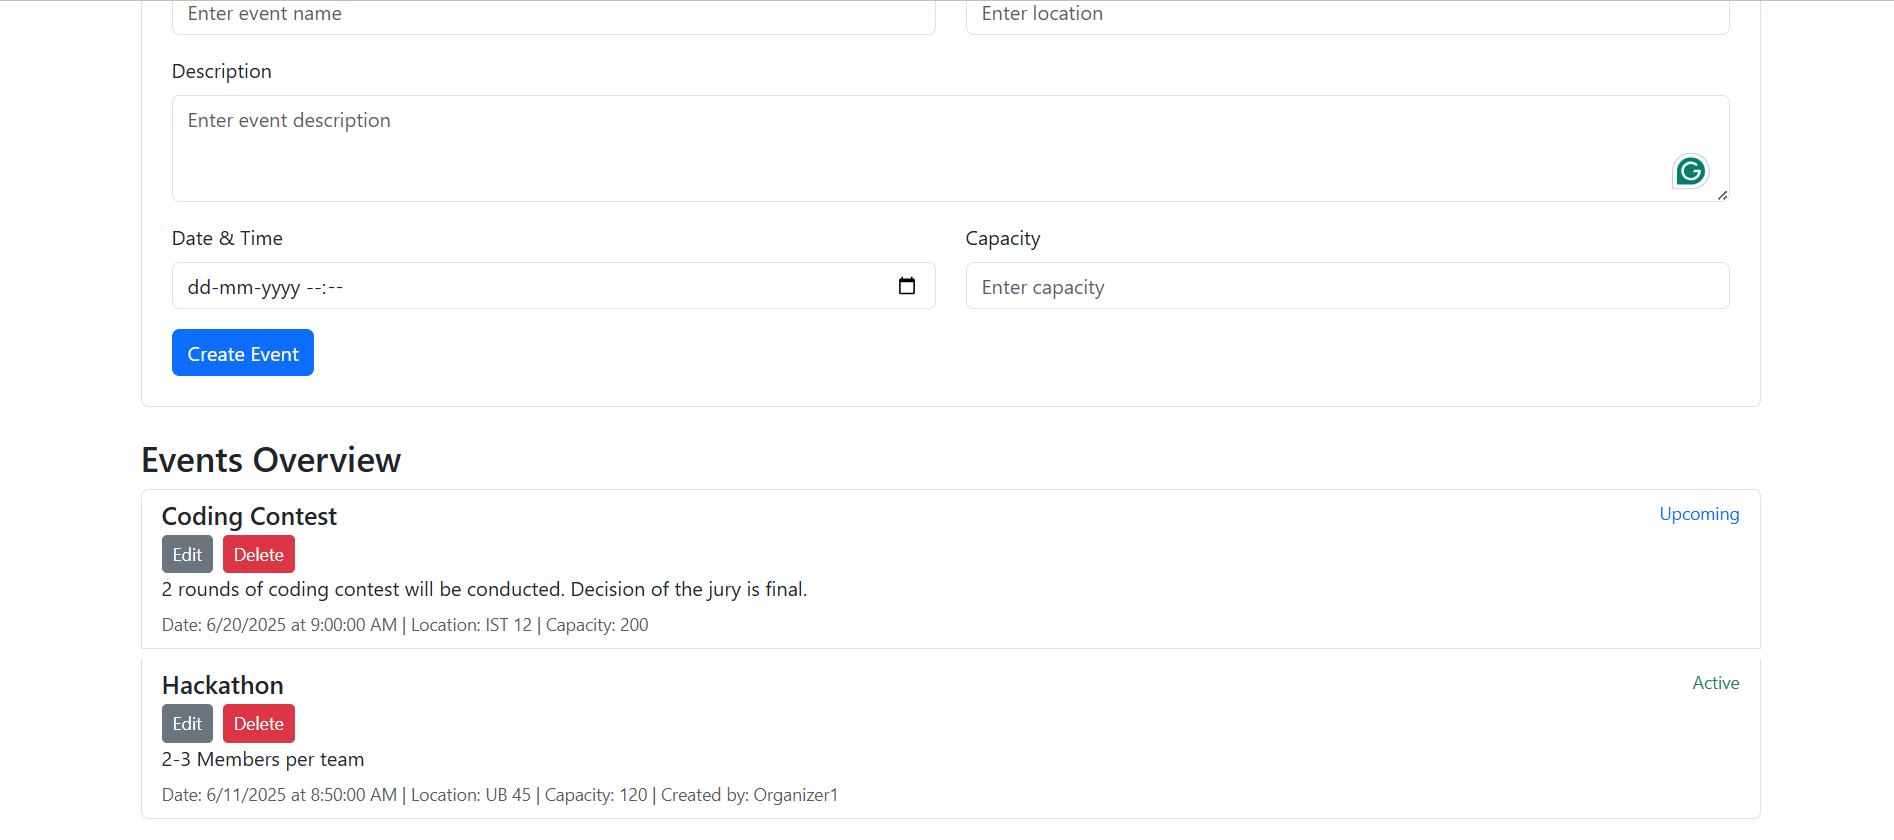 Enter event name
Enter location
Description
Enter event description
Date & Time
Capacity
dd-mm-yyyy --:--
Enter capacity
Create Event
Events Overview
Coding Contest
Upcoming
Edit
Delete
2 rounds of coding contest will be conducted. Decision of the jury is final.
Date: 6/20/2025 at 9:00:00 AM | Location: IST 12 | Capacity: 200
Hackathon
Active
Edit
Delete
2-3 Members per team
Date: 6/11/2025 at 8:50:00 AM | Location: UB 45 | Capacity: 120 | Created by: Organizer1